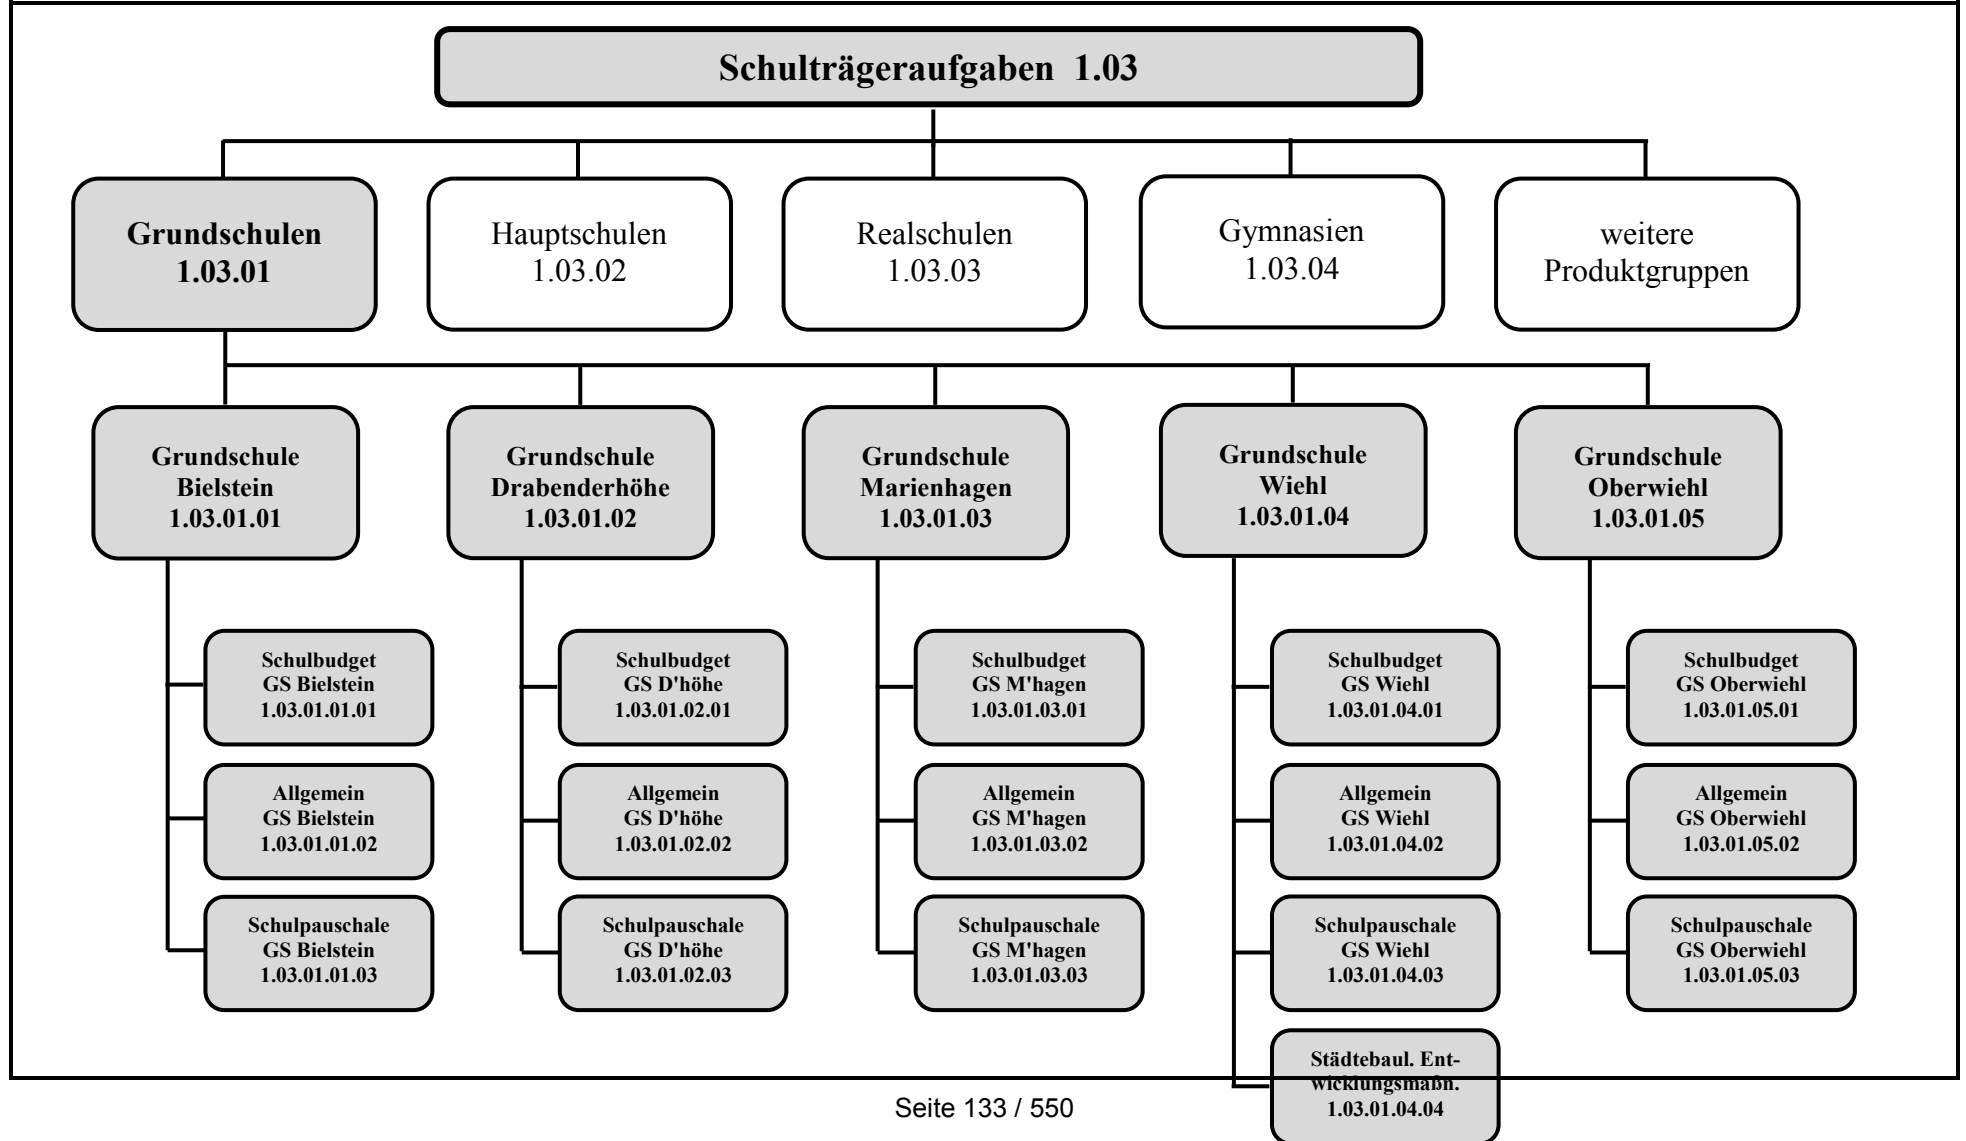 Schulträgeraufgaben 1.03
Grundschulen
1.03.01
Hauptschulen
1.03.02
Realschulen
1.03.03
Gymnasien
1.03.04
weitere
Produktgruppen
Grundschule
Bielstein
1.03.01.01
Grundschule
Drabenderhöhe
1.03.01.02
Grundschule
Marienhagen
1.03.01.03
Grundschule
Wiehl
1.03.01.04
Grundschule
Oberwiehl
1.03.01.05
Schulbudget
GS Bielstein
1.03.01.01.01
Allgemein
GS Bielstein
1.03.01.01.02
Schulpauschale
GS Bielstein
1.03.01.01.03
Schulbudget
GS D'höhe
1.03.01.02.01
Allgemein
GS D'höhe
1.03.01.02.02
Schulpauschale
GS D'höhe
1.03.01.02.03
Schulbudget
GS M'hagen
1.03.01.03.01
Allgemein
GS M'hagen
1.03.01.03.02
Schulpauschale
GS M'hagen
1.03.01.03.03
Schulbudget
GS Wiehl
1.03.01.04.01
Allgemein
GS Wiehl
1.03.01.04.02
Schulpauschale
GS Wiehl
1.03.01.04.03
Städtebaul. Ent-
wicklungsmaßn.
1.03.01.04.04
Schulbudget
GS Oberwiehl
1.03.01.05.01
Allgemein
GS Oberwiehl
1.03.01.05.02
Schulpauschale
GS Oberwiehl
1.03.01.05.03
Seite 133 / 550